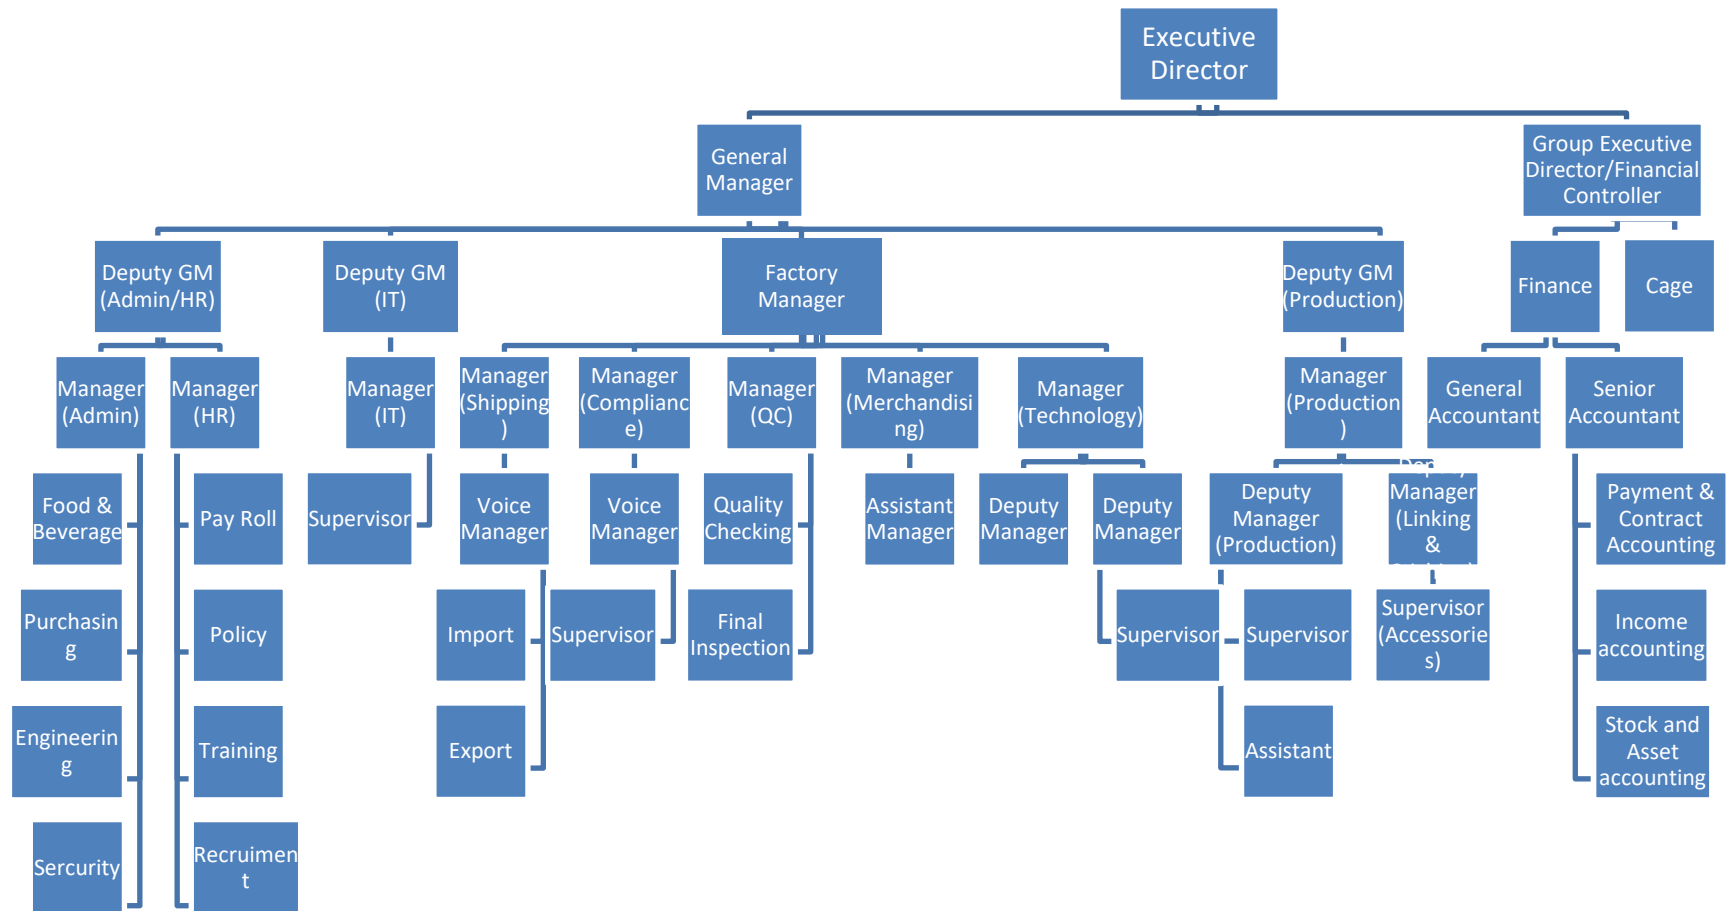 Executive
Director
General
Manager
Group Executive
Director/Financial
Controller
Deputy GM
(Admin/HR)
Deputy GM
(IT)
Factory
Manager
Deputy GM
(Production)
Finance
Cage
Manager
(Admin)
Manager
(HR)
Manager
(IT)
Manager
(Shipping
)
Manager
(Complianc
e)
Manager
(QC)
Manager
(Merchandisi
ng)
Manager
(Technology)
Manager
(Production
)
General
Accountant
Senior
Accountant
Food &
Beverage
Pay Roll
Supervisor
Voice
Manager
Voice
Manager
Quality
Checking
Assistant
Manager
Deputy
Manager
Deputy
Manager
Deputy
Manager
(Production)
Deputy
Manager
(Linking
&
Payment &
Contract
Accounting
Purchasin
g
Policy
Import
Supervisor
Final
Inspection
Supervisor
Supervisor
Supervisor
(Accessorie
s)
Income
accounting
Engineerin
g
Training
Export
Assistant
Stock and
Asset
accounting
Sercurity
Recruimen
t